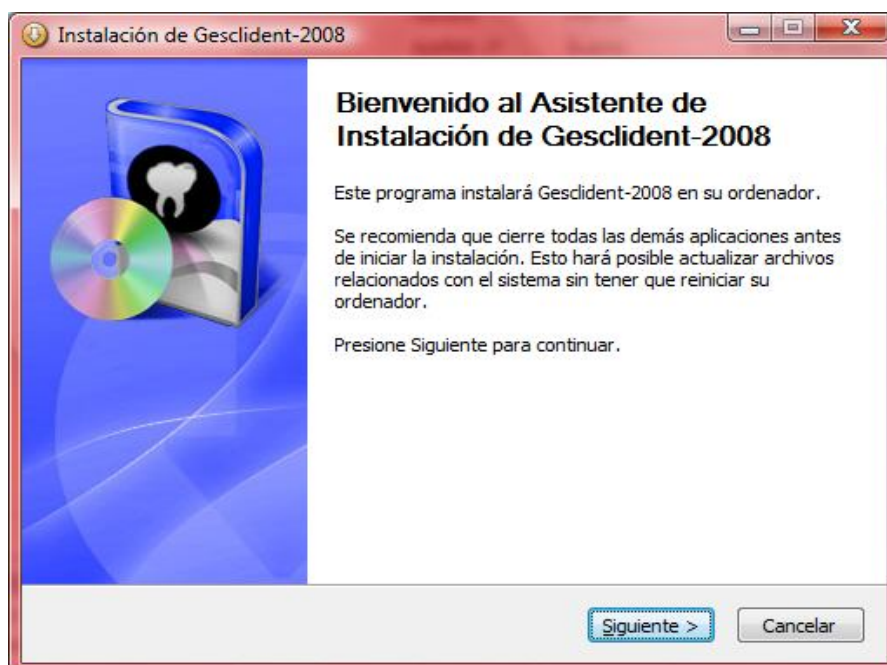 Instalación de Gesclident-2008
Bienvenido al Asistente de
Instalación de Gesclident-2008
Este programa instalará Gesclident-2008 en su ordenador.
Se recomienda que cierre todas las demás aplicaciones antes
de iniciar la instalación. Esto hará posible actualizar archivos
relacionados con el sistema sin tener que reiniciar su
ordenador.
Presione Siguiente para continuar.
Siguiente >
Cancelar